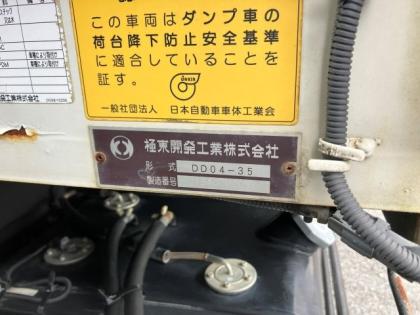 この車両はダンプ車の
荷台降下防止安全基準
に適合していることを
証す。
一般社団法人 日本自動車車体工業会
極東開発工業株式会社
形式 DD04-35
製造番号